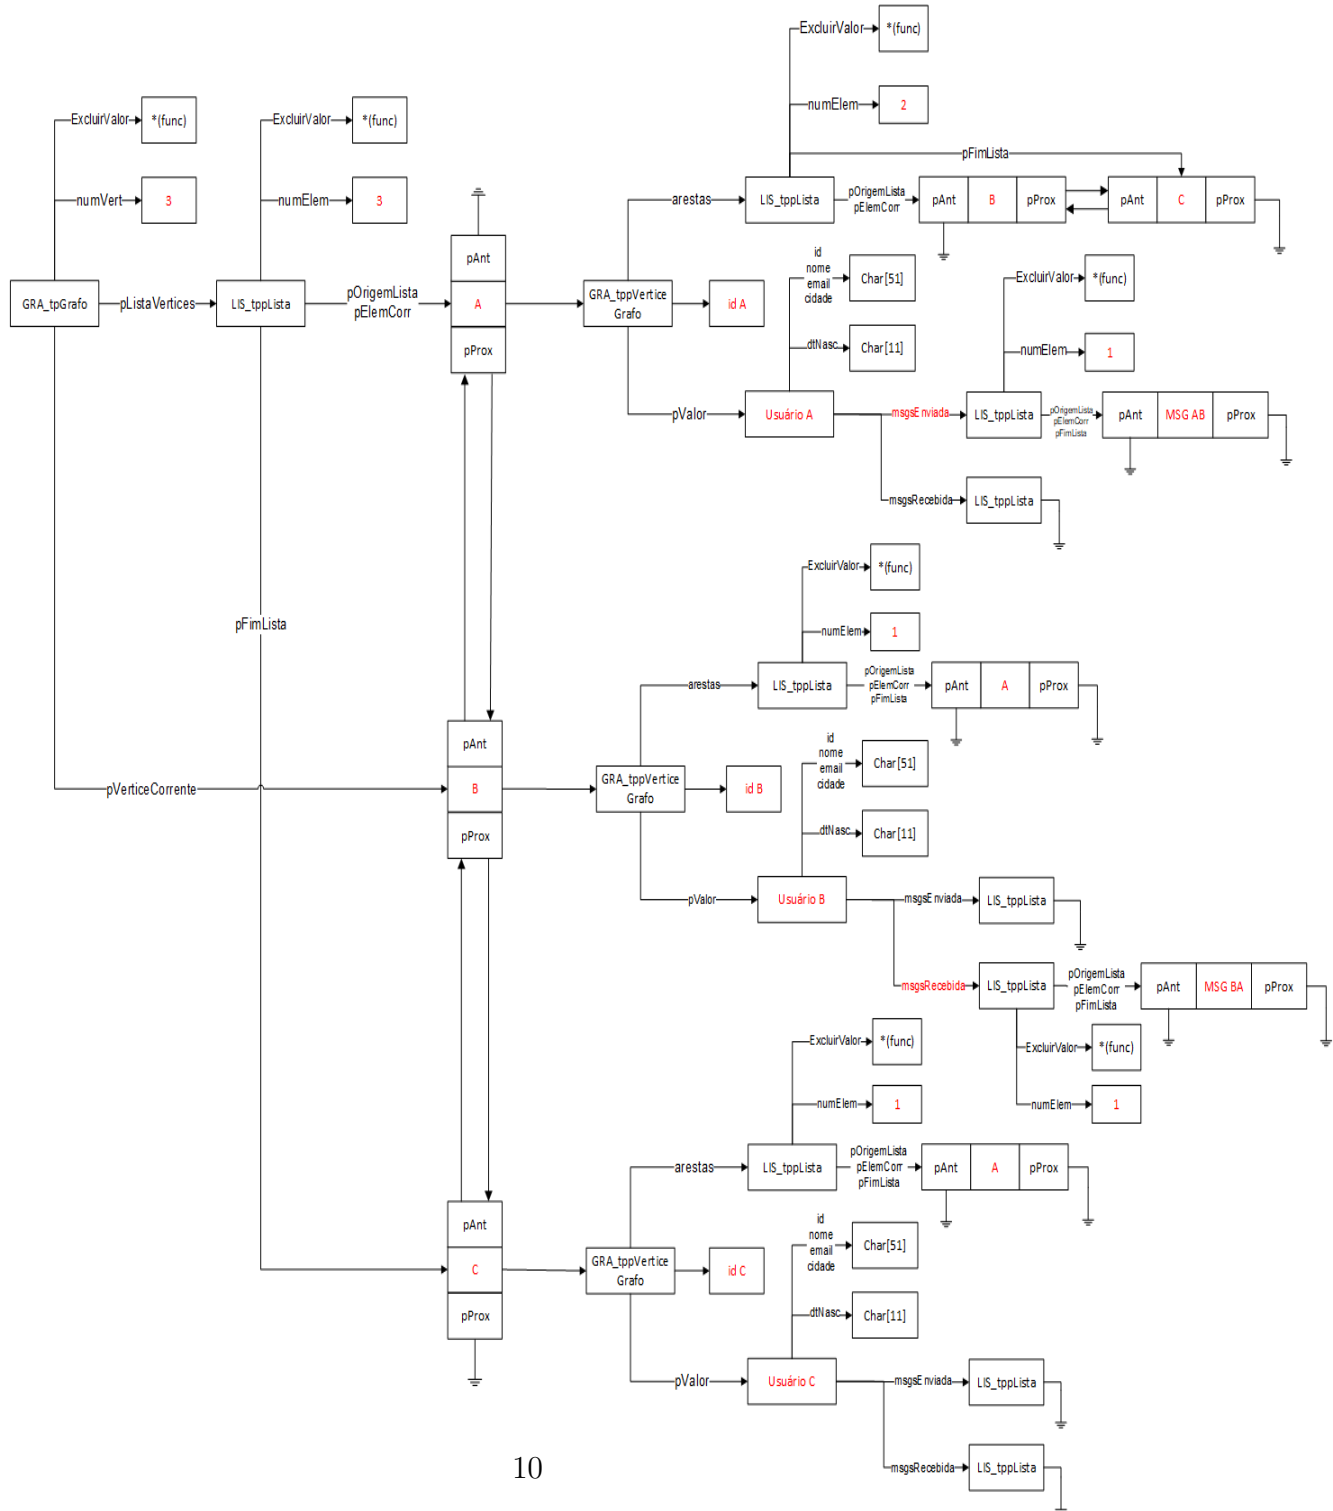 ExcluirValor
*(func)
numElem
2
pFimLista
ExcluirValor
*(func)
ExcluirValor
*(func)
numVert
3
numElem
3
arestas
LIS_tppLista
pOrigemLista
pElemCorr
pAnt
B
pProx
pAnt
C
pProx
GRA_tpGrafo
pListaVertices
LIS_tppLista
pOrigemLista
pElemCorr
pAnt
A
pProx
GRA_tppVertice
Grafo
id A
id
nome
email
cidade
Char[51]
dtNasc
Char[11]
ExcluirValor
*(func)
numElem
1
pValor
Usuário A
msgsEnviada
LIS_tppLista
pOrigemLista
pElemCorr
pFimLista
pAnt
MSG AB
pProx
msgsRecebida
LIS_tppLista
pFimLista
ExcluirValor
*(func)
numElem
1
arestas
LIS_tppLista
pOrigemLista
pElemCorr
pFimLista
pAnt
A
pProx
pVerticeCorrente
pAnt
B
pProx
GRA_tppVertice
Grafo
id B
id
nome
email
cidade
Char[51]
dtNasc
Char[11]
pValor
Usuário B
msgsEnviada
LIS_tppLista
msgsRecebida
LIS_tppLista
pOrigemLista
pElemCorr
pFimLista
pAnt
MSG BA
pProx
ExcluirValor
*(func)
numElem
1
ExcluirValor
*(func)
numElem
1
arestas
LIS_tppLista
pOrigemLista
pElemCorr
pFimLista
pAnt
A
pProx
pAnt
C
pProx
GRA_tppVertice
Grafo
id C
id
nome
email
cidade
Char[51]
dtNasc
Char[11]
pValor
Usuário C
msgsEnviada
LIS_tppLista
msgsRecebida
LIS_tppLista
10